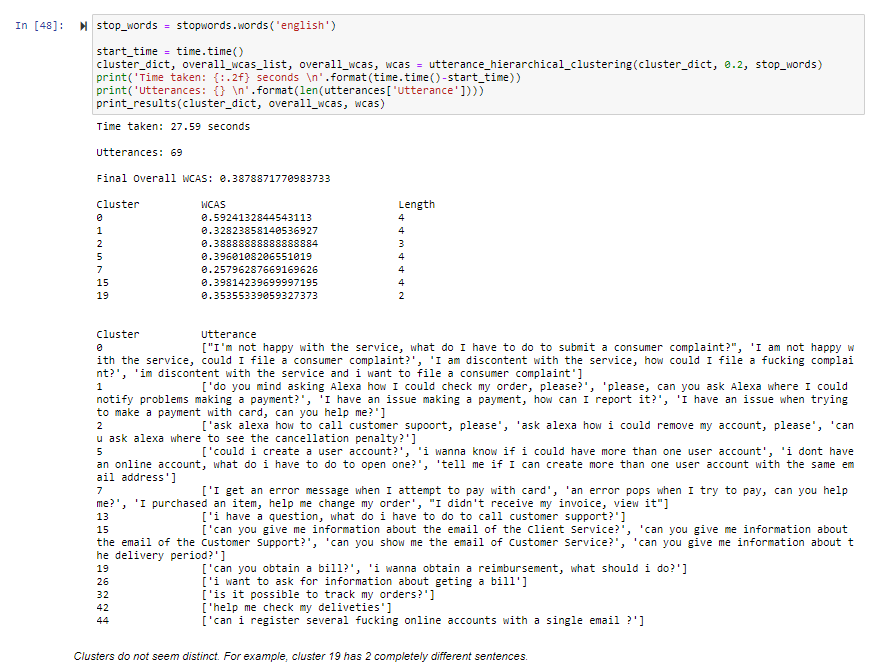 In [48]: stop_words = stopwords.words('english')
start_time = time.time()
cluster_dict, overall_wcas_list, overall_wcas, wcas = utterance_hierarchical_clustering(cluster_dict, 0.2, stop_words)
print('Time taken: {:.2f} seconds \n'.format(time.time()-start_time))
print('Utterances: {} \n'.format(len(utterances['Utterance'])))
print_results(cluster_dict, overall_wcas, wcas)
Time taken: 27.59 seconds
Utterances: 69
Final Overall WCAS: 0.3878871770983733
Cluster WCAS Length
0 0.5924132844543113 4
1 0.32823858140536927 4
2 0.38888888888888884 3
5 0.3960108206551019 4
7 0.25796287669169626 4
15 0.39814239699997195 4
19 0.35355339059327373 2
Cluster Utterance
0 ["I'm not happy with the service, what do I have to do to submit a consumer complaint?", 'I am not happy w
ith the service, could I file a consumer complaint?', 'I am discontent with the service, how could I file a fucking complai
nt?', 'im discontent with the service and i want to file a consumer complaint']
1 ['do you mind asking Alexa how I could check my order, please?', 'please, can you ask Alexa where I could
notify problems making a payment?', 'I have an issue making a payment, how can I report it?', 'I have an issue when trying
to make a payment with card, can you help me?']
2 ['ask alexa how to call customer support, please', 'ask alexa how i could remove my account, please', 'can
u ask alexa where to see the cancellation penalty?']
5 ['could i create a user account?', 'i wanna know if i could have more than one user account', 'i dont have
an online account, what do i have to do to open one?', 'tell me if I can create more than one user account with the same em
ail address']
7 ['I get an error message when I attempt to pay with card', 'an error pops when I try to pay, can you help
me?', 'I purchased an item, help me change my order', "I didn't receive my invoice, view it"]
13 ['i have a question, what do i have to do to call customer support?']
15 ['can you give me information about the email of the Client Service?', 'can you give me information about
the email of the Customer Support?', 'can you show me the email of Customer Service?', 'can you give me information about t
he delivery period?']
19 ['can you obtain a bill?', 'i wanna obtain a reimbursement, what should i do?']
26 ['i want to ask for information about geting a bill']
32 ['is it possible to track my orders?']
42 ['help me check my deliveties']
44 ['can i register several fucking online accounts with a single email ?']
Clusters do not seem distinct. For example, cluster 19 has 2 completely different sentences.